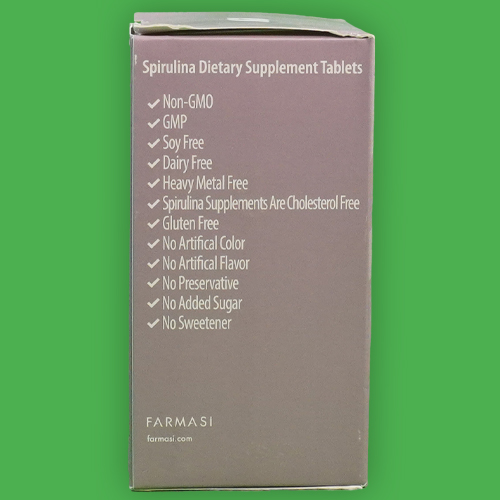 Spirulina Dietary Supplement Tablets
Non-GMO
GMP
Soy Free
Dairy Free
Heavy Metal Free
Spirulina Supplements Are Cholesterol Free
Gluten Free
No Artifical Color
No Artifical Flavor
No Preservative
No Added Sugar
No Sweetener
FARMASI
farmasi.com